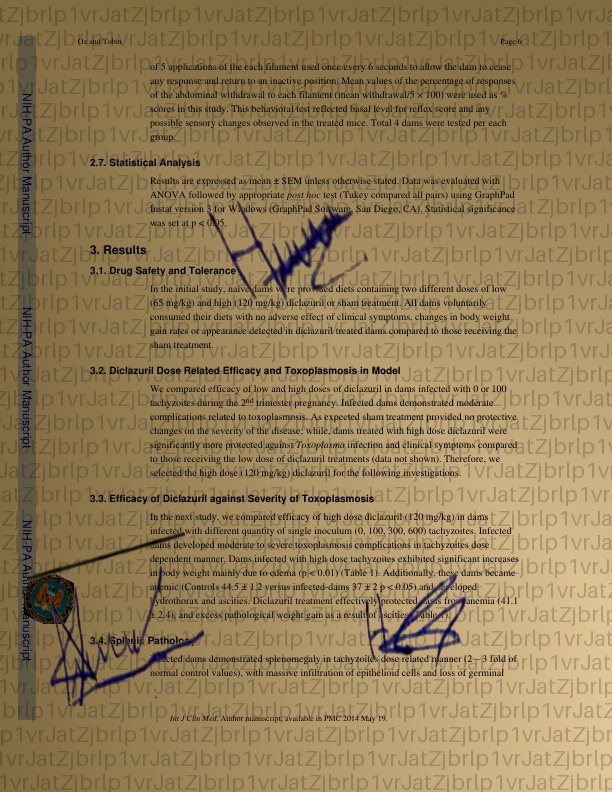 Oz and Tobin Page 6
of 5 applications of the each filament used once every 6 seconds to allow the dam to cease
any response and return to an inactive position. Mean values of the percentage of responses
of the abdominal withdrawal to each filament (mean withdrawal/5 × 100) were used as %
scores in this study. This behavioral test reflected basal level for reflex score and any
possible sensory changes observed in the treated mice. Total 4 dams were tested per each
group.
2.7. Statistical Analysis
Results are expressed as mean ± SEM unless otherwise stated. Data was evaluated with
ANOVA followed by appropriate post hoc test (Tukey compared all pairs) using GraphPad
Instat version 3 for Windows (GraphPad Software, San Diego, CA). Statistical significance
was set at p < 0.05.
3. Results
3.1. Drug Safety and Tolerance
In the initial study, naive dams were provided diets containing two different doses of low
(65 mg/kg) and high (120 mg/kg) diclazuril or sham treatment. All dams voluntarily
consumed their diets with no adverse effect of clinical symptoms, changes in body weight
gain rates or appearance detected in diclazuril treated dams compared to those receiving the
sham treatment.
3.2. Diclazuril Dose Related Efficacy and Toxoplasmosis in Model
We compared efficacy of low and high doses of diclazuril in dams infected with 0 or 100
tachyzoites during the 2nd trimester pregnancy. Infected dams demonstrated moderate
complications related to toxoplasmosis. As expected sham treatment provided no protective
changes on the severity of the disease; while, dams treated with high dose diclazuril were
significantly more protected against Toxoplasma infection and clinical symptoms compared
to those receiving the low dose of diclazuril treatments (data not shown). Therefore, we
selected the high dose (120 mg/kg) diclazuril for the following investigations.
3.3. Efficacy of Diclazuril against Severity of Toxoplasmosis
In the next study, we compared efficacy of high dose diclazuril (120 mg/kg) in dams
infected with different quantity of single inoculum (0, 100, 300, 600) tachyzoites. Infected
dams developed moderate to severe toxoplasmosis complications in tachyzoites dose
dependent manner. Dams infected with high dose tachyzoites exhibited significant increases
in body weight mainly due to odema (p < 0.01) (Table 1). Additionally, these dams became
anemic (Controls 44.5 ± 1.2 versus infected-dams 37 ± 2 p < 0.05) and developed
hydrothorax and ascities. Diclazuril treatment effectively protected dams from anemia (41.1
± 2.4), and excess pathological weight gain as a result of ascities (Table 1).
3.4. Splenic Pathology
Infected dams demonstrated splenomegaly in tachyzoites dose related manner (2 – 3 fold of
normal control values), with massive infiltration of epithelioid cells and loss of germinal
Int J Clin Med. Author manuscript; available in PMC 2014 May 19.
NIH-PA Author Manuscript
NIH-PA Author Manuscript
NIH-PA Author Manuscript